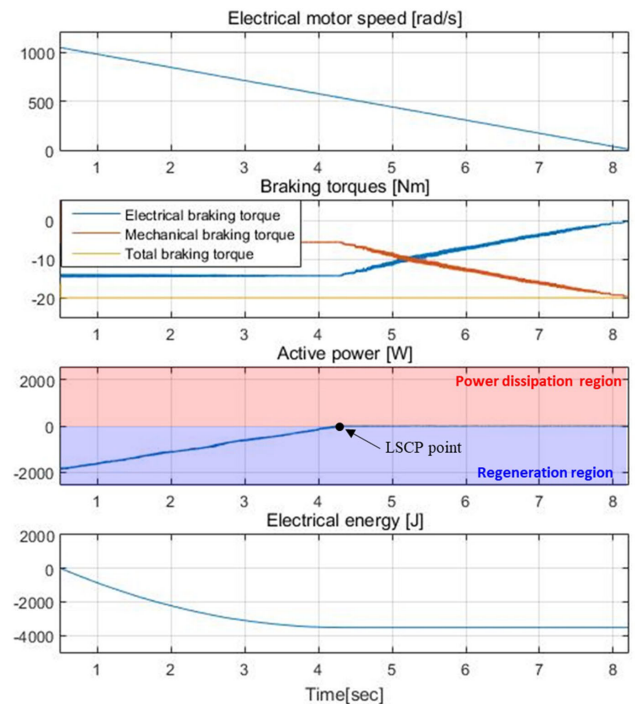 Electrical motor speed [rad/s]
1000
500
0
1 2 3 4 5 6 7 8
Braking torques [Nm]
0
-10
-20
Electrical braking torque
Mechanical braking torque
Total braking torque
1 2 3 4 5 6 7 8
Active power [W]
2000
0
-2000
Power dissipation region
LSCP point
Regeneration region
1 2 3 4 5 6 7 8
Electrical energy [J]
2000
0
-2000
-4000
1 2 3 4 5 6 7 8
Time[sec]